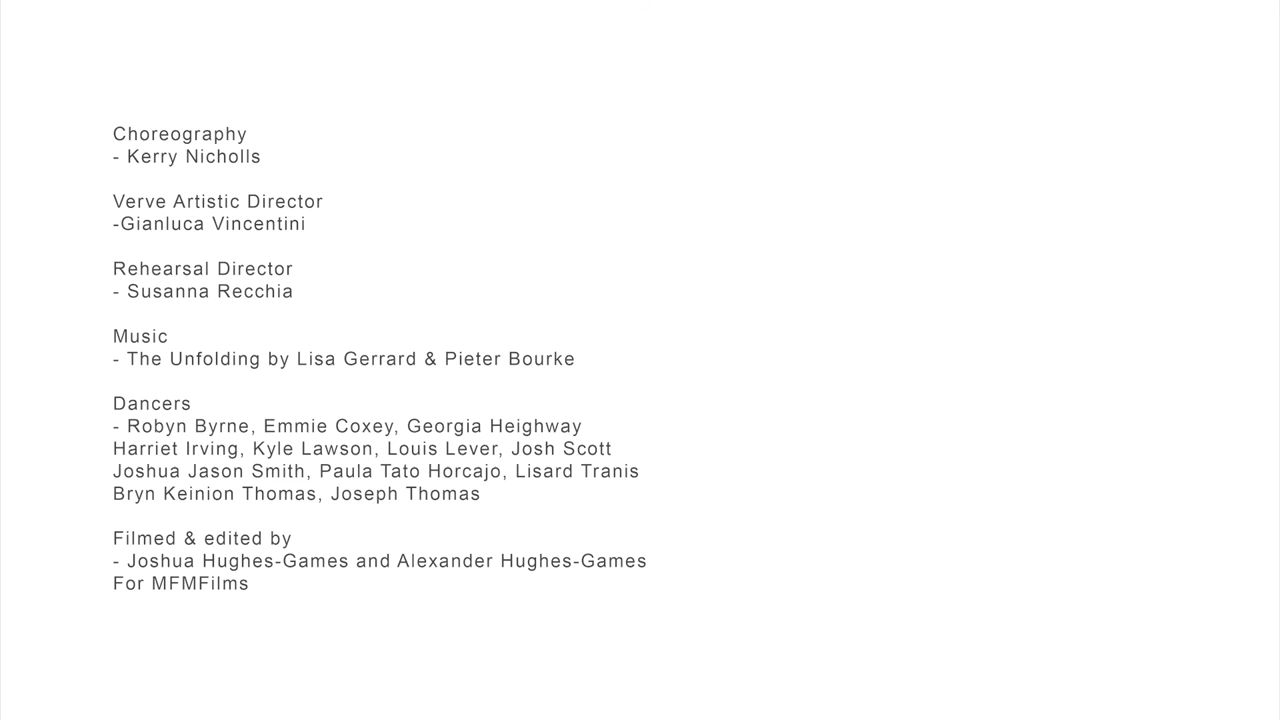 Choreography
- Kerry Nicholls
Verve Artistic Director
-Gianluca Vincentini
Rehearsal Director
- Susanna Recchia
Music
- The Unfolding by Lisa Gerrard & Pieter Bourke
Dancers
- Robyn Byrne, Emmie Coxey, Georgia Heighway
Harriet Irving, Kyle Lawson, Louis Lever, Josh Scott
Joshua Jason Smith, Paula Tato Horcajo, Lisard Tranis
Bryn Keinion Thomas, Joseph Thomas
Filmed & edited by
- Joshua Hughes-Games and Alexander Hughes-Games
For MFMFilms